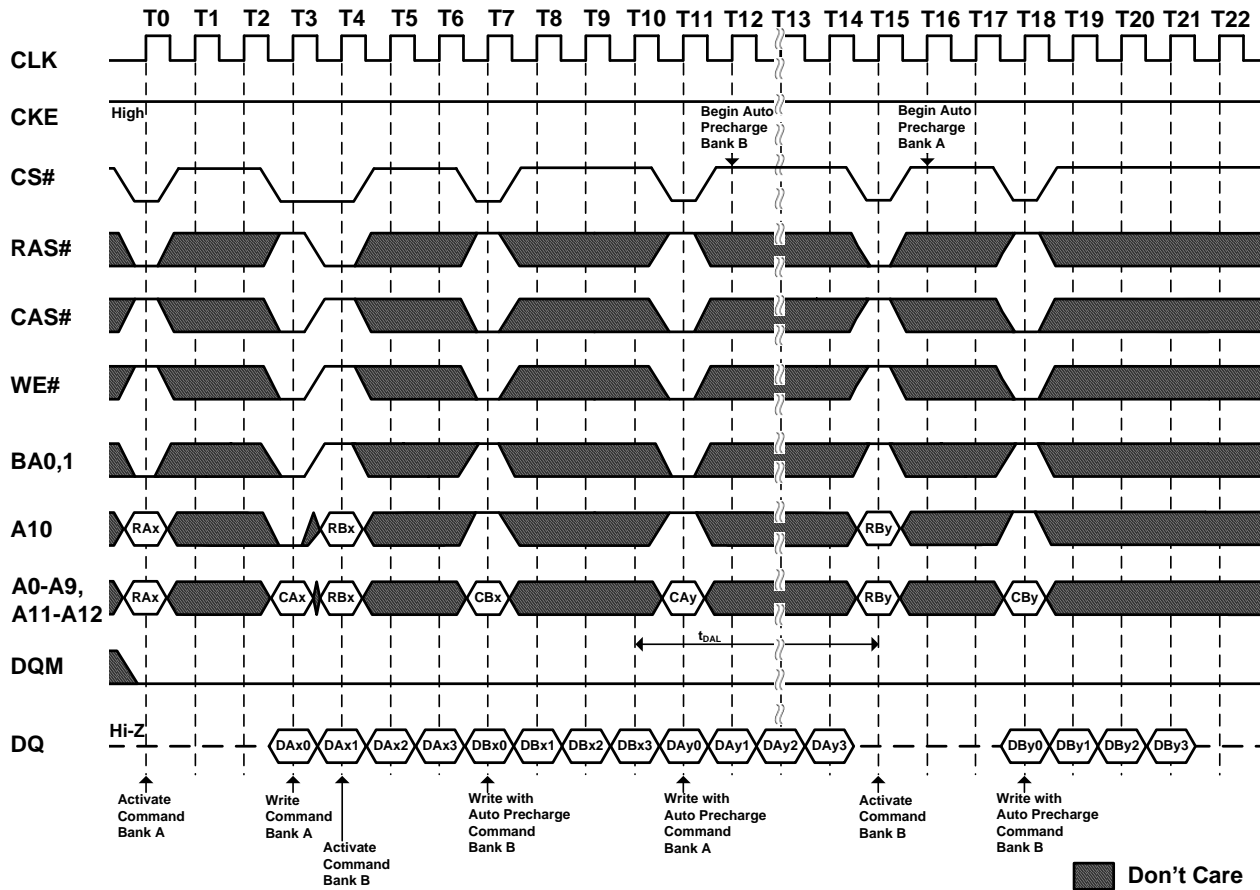 T0 T1 T2 T3 T4 T5 T6 T7 T8 T9 T10 T11 T12 T13 T14 T15 T16 T17 T18 T19 T20 T21 T22
CLK
CKE
High
Begin Auto
Precharge
Bank B
Begin Auto
Precharge
Bank A
CS#
RAS#
CAS#
WE#
BA0,1
A10
RAx RBx RBy
A0-A9,
A11-A12
RAx CAx RBx CBx CAy RBy CBy
tDAL
DQM
DQ
Hi-Z
DAx0 DAx1 DAx2 DAx3 DBx0 DBx1 DBx2 DBx3 DAy0 DAy1 DAy2 DAy3 DBy0 DBy1 DBy2 DBy3
Activate
Command
Bank A
Write
Command
Bank A
Activate
Command
Bank B
Write with
Auto Precharge
Command
Bank B
Write with
Auto Precharge
Command
Bank A
Activate
Command
Bank B
Write with
Auto Precharge
Command
Bank B
Don't Care